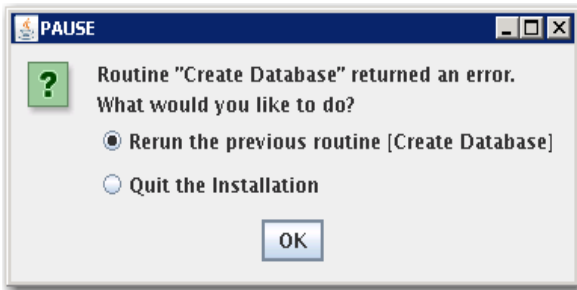 PAUSE
Routine "Create Database" returned an error.
What would you like to do?
Rerun the previous routine [Create Database]
Quit the Installation
OK